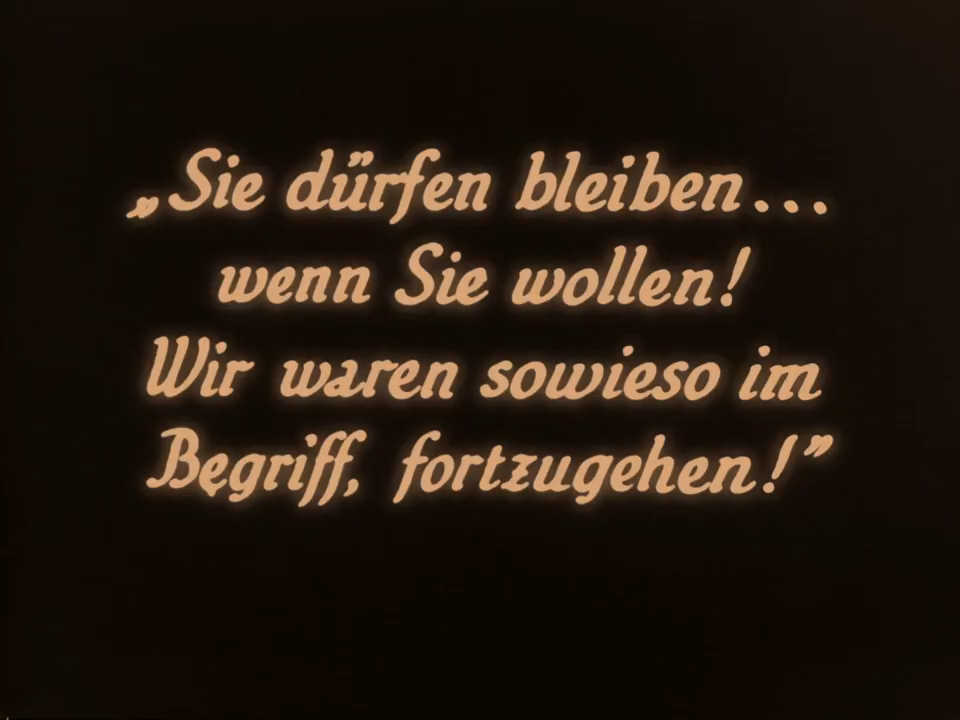 „Sie dürfen bleiben...
wenn Sie wollen!
Wir waren sowieso im
Begriff, fortzugehen!”